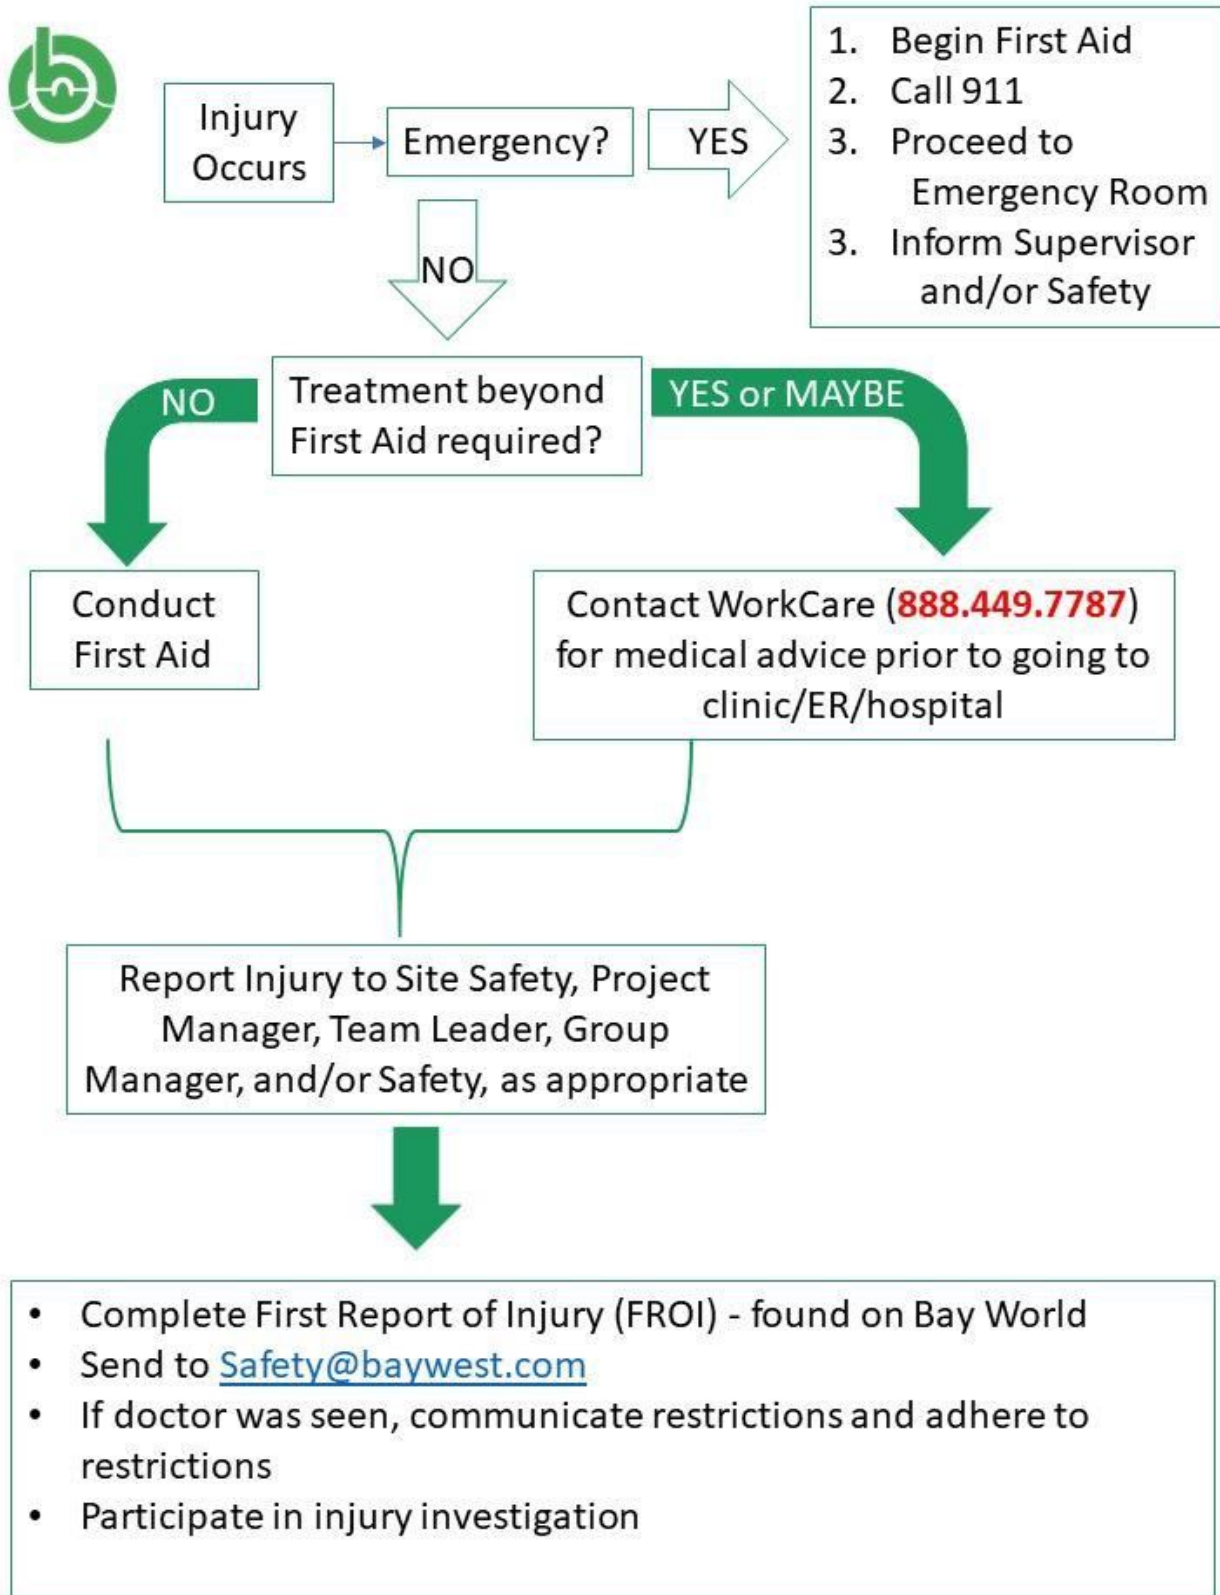 Injury
Occurs
Emergency?
YES
1. Begin First Aid
2. Call 911
3. Proceed to
Emergency Room
3. Inform Supervisor
and/or Safety
NO
Treatment beyond
First Aid required?
NO
YES or MAYBE
Conduct
First Aid
Contact WorkCare (888.449.7787)
for medical advice prior to going to
clinic/ER/hospital
Report Injury to Site Safety, Project
Manager, Team Leader, Group
Manager, and/or Safety, as appropriate
• Complete First Report of Injury (FROI) - found on Bay World
• Send to Safety@baywest.com
• If doctor was seen, communicate restrictions and adhere to
restrictions
• Participate in injury investigation